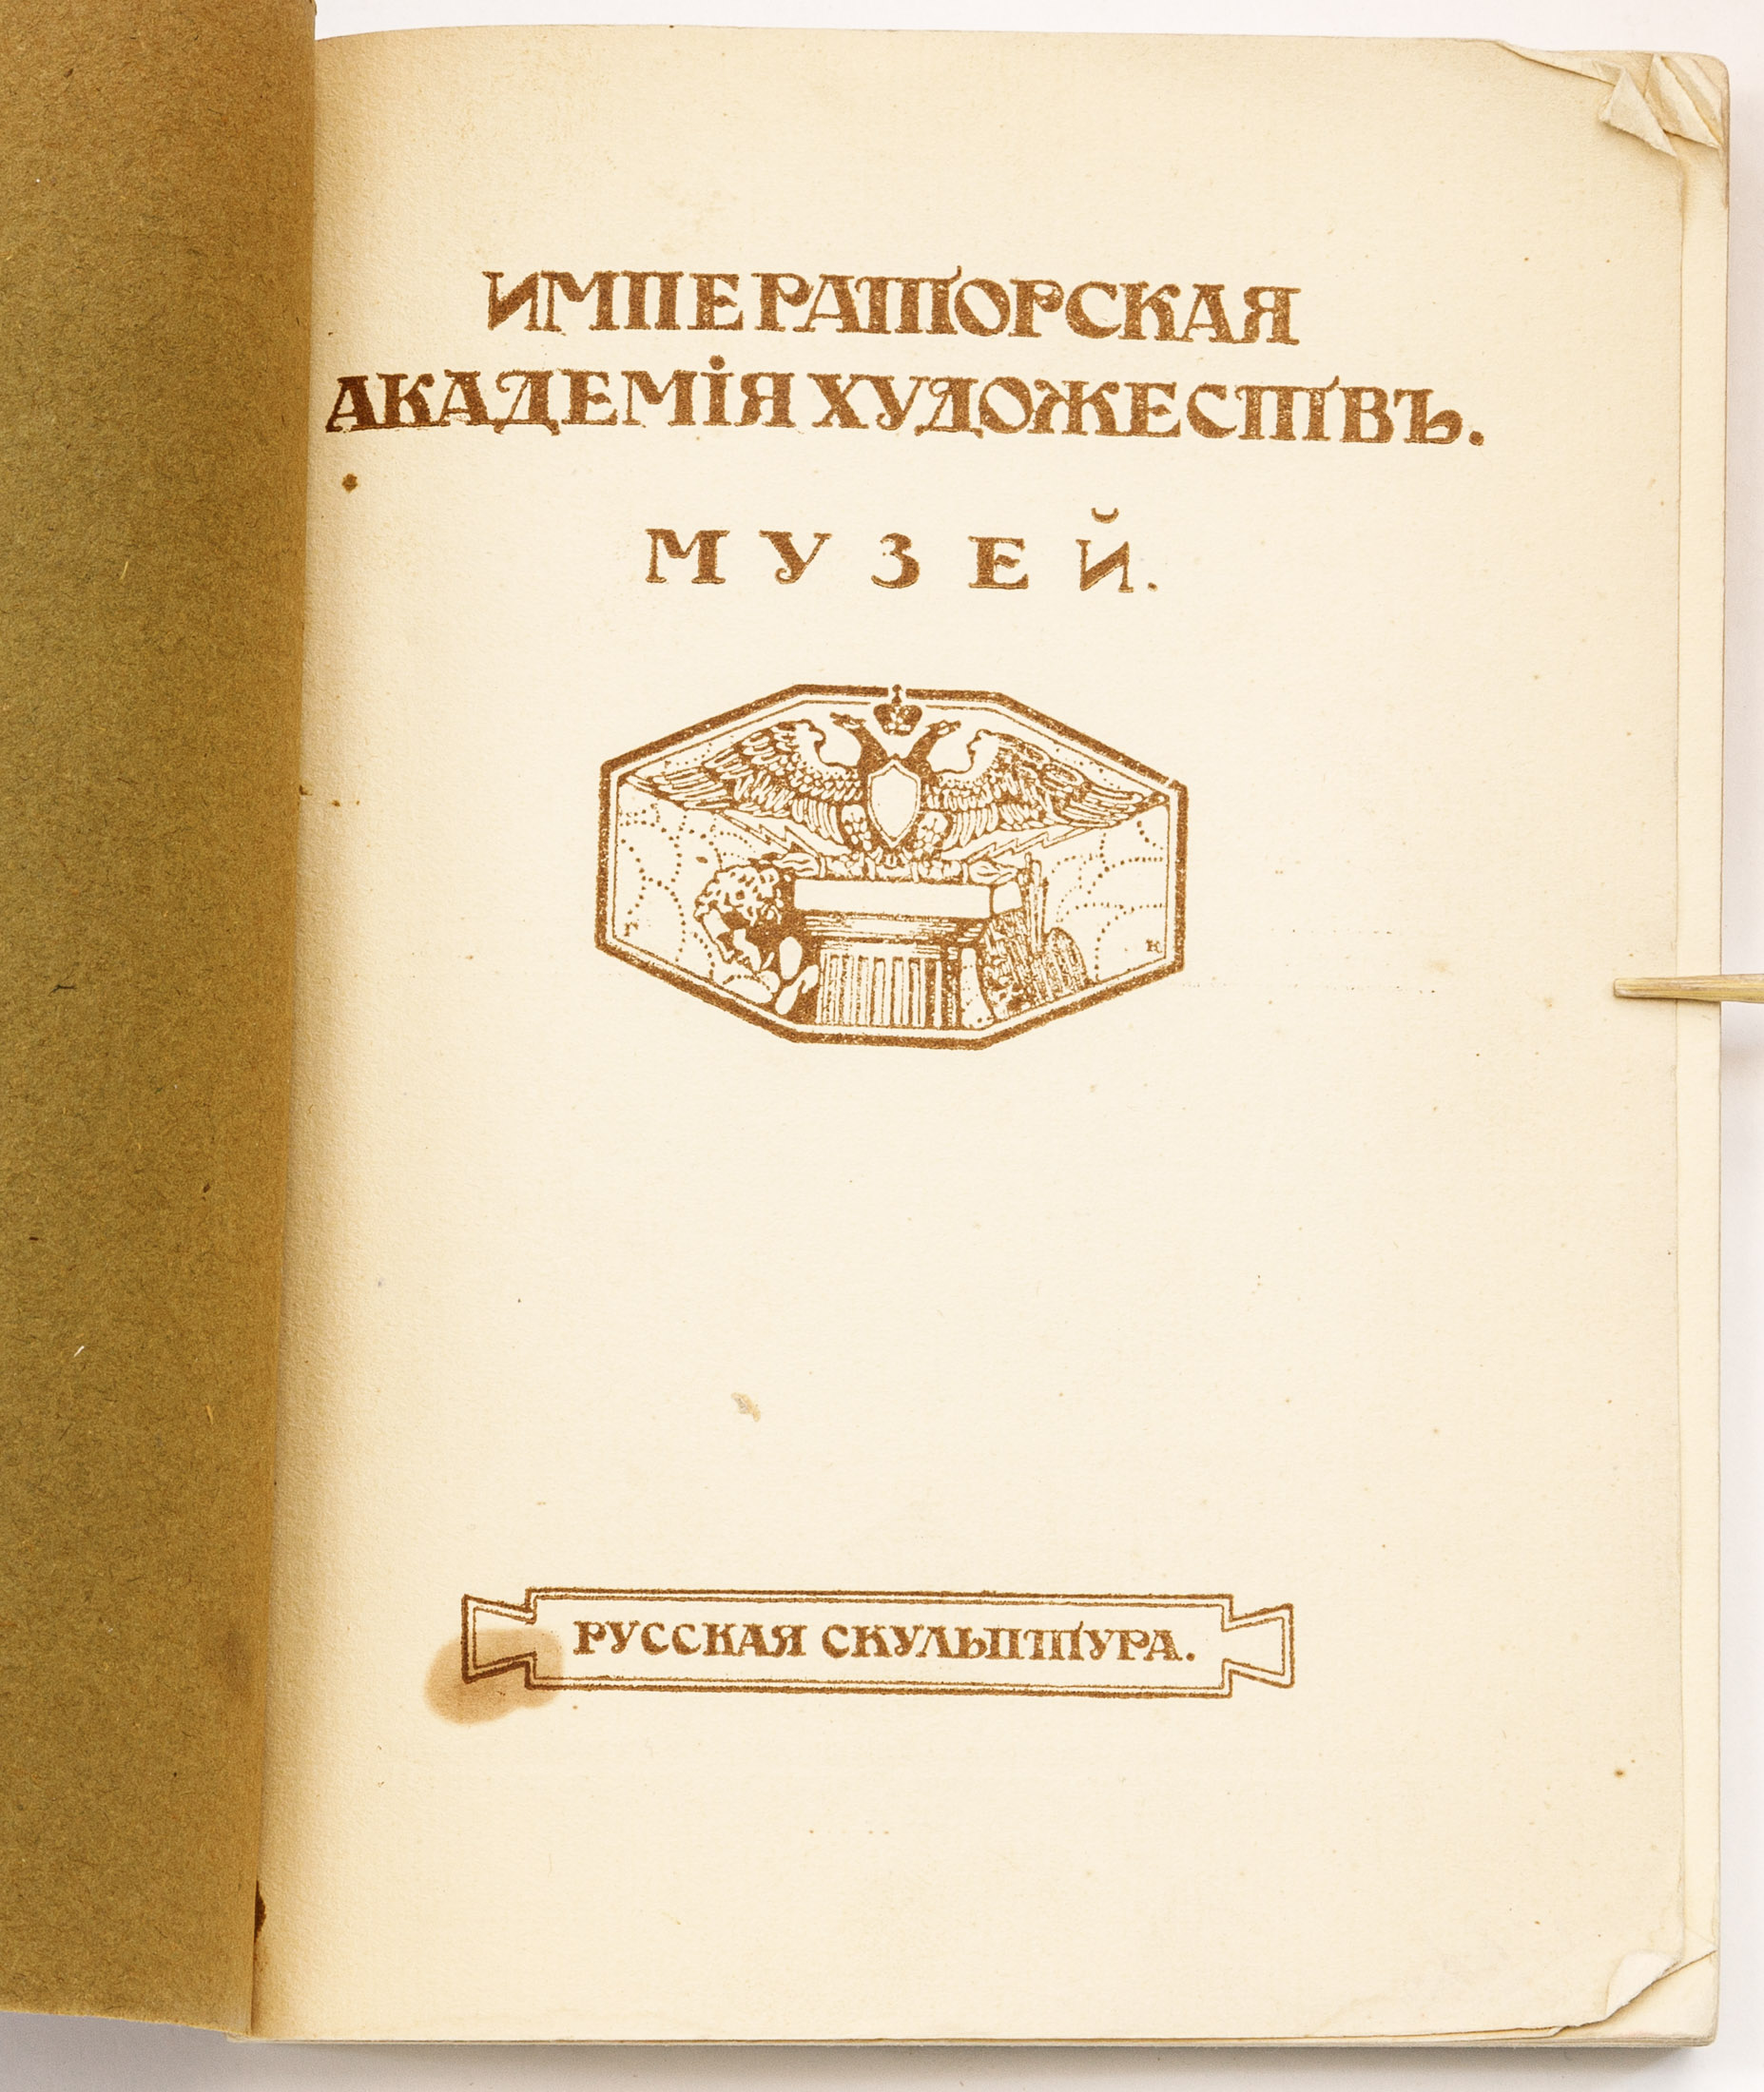 ИМПЕРАТОРСКАЯ
АКАДЕМІЯ ХУДОЖЕСТВЪ.
МУЗЕЙ.
Г Н
РУССКАЯ СКУЛЬПТУРА.